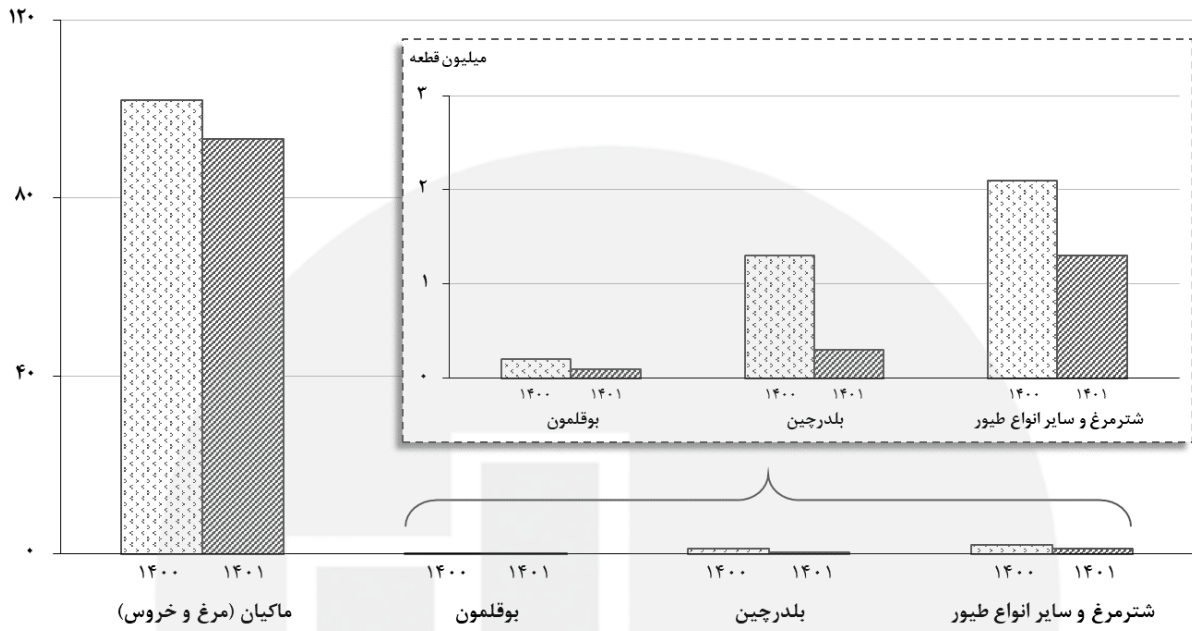 ۱۲۰
۸۰
۴۰
۰
میلیون قطعه
۳
۲
۱
۰
۱۴۰۰ ۱۴۰۱
بوقلمون
۱۴۰۰ ۱۴۰۱
بلدرچین
۱۴۰۰ ۱۴۰۱
شترمرغ و سایر انواع طیور
۱۴۰۰ ۱۴۰۱
ماکیان (مرغ و خروس)
۱۴۰۰ ۱۴۰۱
بوقلمون
۱۴۰۰ ۱۴۰۱
بلدرچین
۱۴۰۰ ۱۴۰۱
شترمرغ و سایر انواع طیور